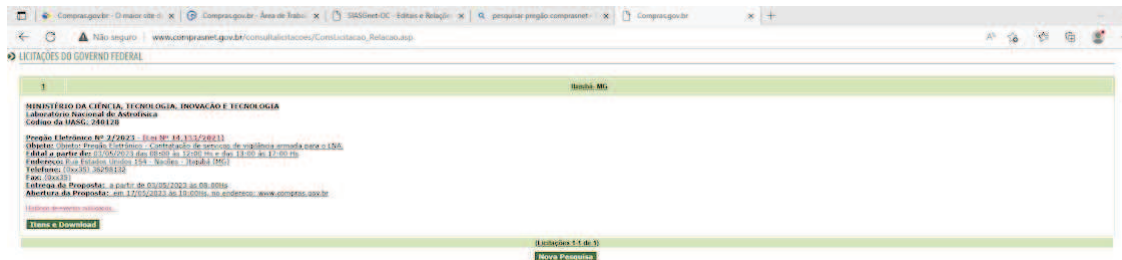 Compras.gov.br - O maior site d
Compras.gov.br - Área de Trabal
SIASGnet-DC - Editais e Relação
pesquisar pregão comprasnet -
Compras.gov.br
Não seguro
www.comprasnet.gov.br/consultalicitacoes/ConsLicitacao_Relacao.asp
LICITAÇÕES DO GOVERNO FEDERAL
1
Itajubá MG
MINISTÉRIO DA CIÊNCIA, TECNOLOGIA, INOVAÇÃO E TECNOLOGIA
Laboratório Nacional de Astrofísica
Código da UASG: 240128
Pregão Eletrônico Nº 2/2023 - [Lei Nº 14.133/2021]
Objeto: Objeto: Pregão Eletrônico - Contratação de serviços de vigilância armada para o LNA.
Edital a partir de: 03/05/2023 das 08:00 às 12:00 Hs e das 13:00 às 17:00 Hs
Endereço: Rua Estados Unidos 154 - Nações - Itajubá (MG)
Telefone: (0xx35) 36298132
Fax: (0xx35)
Entrega da Proposta: a partir de 03/05/2023 às 08:00Hs
Abertura da Proposta: em 17/05/2023 às 10:00Hs, no endereço: www.compras.gov.br
Itens e Download
(Licitações 1-1 de 1)
Nova Pesquisa